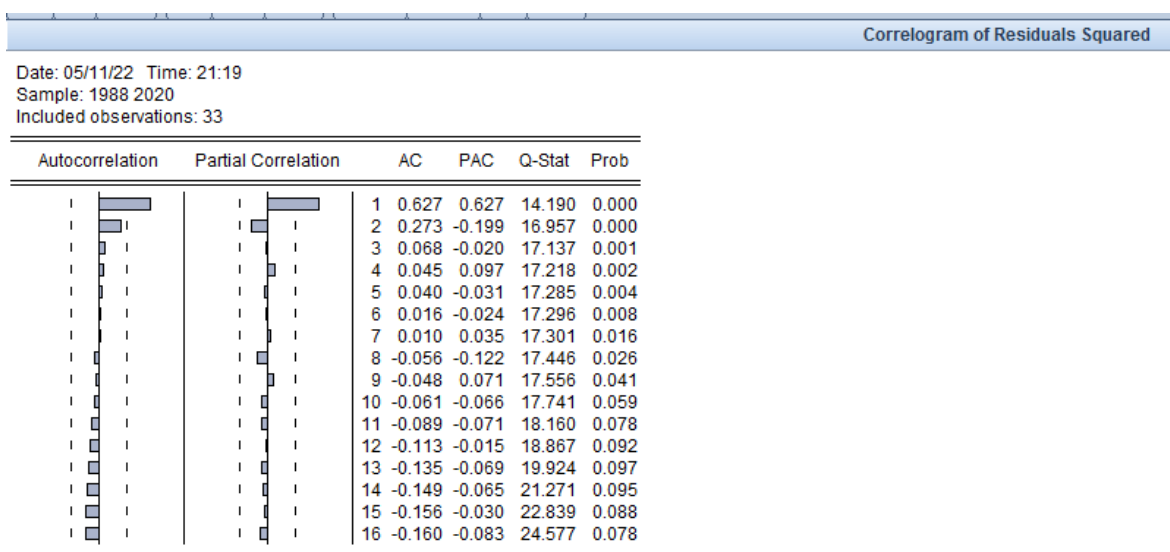 Correlogram of Residuals Squared
Date: 05/11/22 Time: 21:19
Sample: 1988 2020
Included observations: 33
Autocorrelation Partial Correlation AC PAC Q-Stat Prob
1 0.627 0.627 14.190 0.000
2 0.273 -0.199 16.957 0.000
3 0.068 -0.020 17.137 0.001
4 0.045 0.097 17.218 0.002
5 0.040 -0.031 17.285 0.004
6 0.016 -0.024 17.296 0.008
7 0.010 0.035 17.301 0.016
8 -0.056 -0.122 17.446 0.026
9 -0.048 0.071 17.556 0.041
10 -0.061 -0.066 17.741 0.059
11 -0.089 -0.071 18.160 0.078
12 -0.113 -0.015 18.867 0.092
13 -0.135 -0.069 19.924 0.097
14 -0.149 -0.065 21.271 0.095
15 -0.156 -0.030 22.839 0.088
16 -0.160 -0.083 24.577 0.078